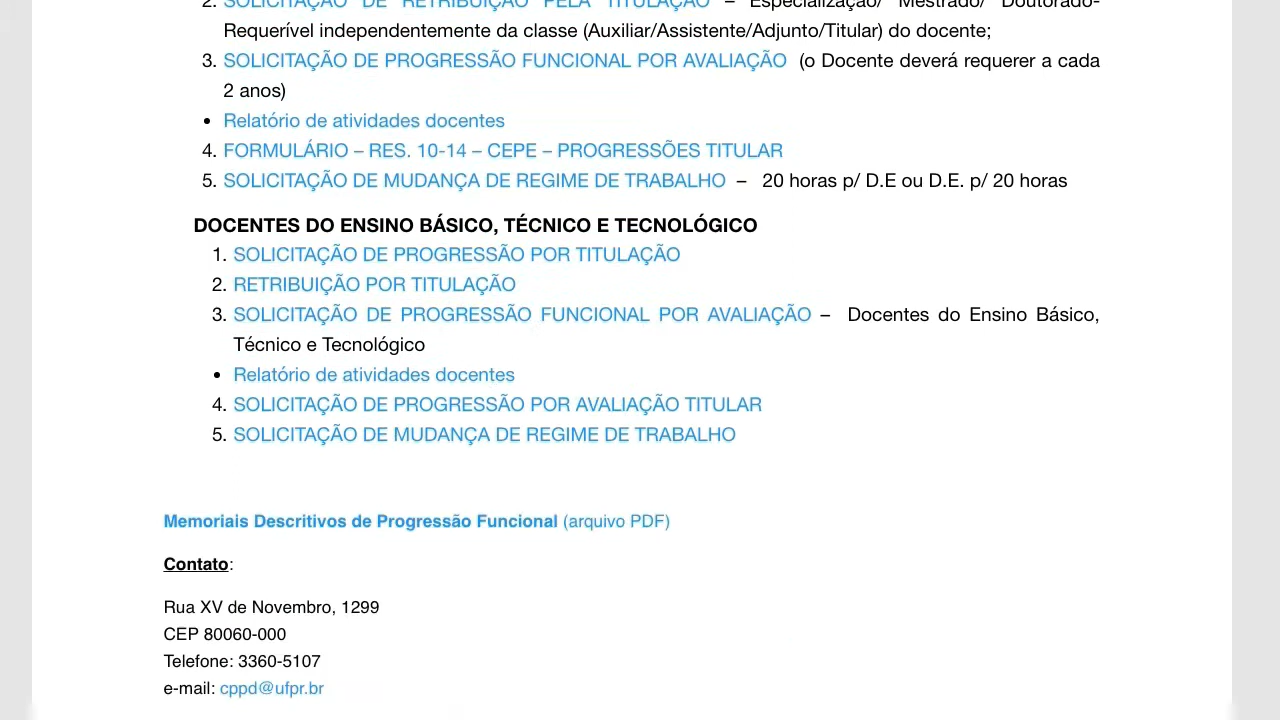 2. SOLICITAÇÃO DE RETRIBUIÇÃO PELA TITULAÇÃO – Especialização/ Mestrado/ Doutorado-
Requerível independentemente da classe (Auxiliar/Assistente/Adjunto/Titular) do docente;
3. SOLICITAÇÃO DE PROGRESSÃO FUNCIONAL POR AVALIAÇÃO (o Docente deverá requerer a cada
2 anos)
• Relatório de atividades docentes
4. FORMULÁRIO – RES. 10-14 – CEPE – PROGRESSÕES TITULAR
5. SOLICITAÇÃO DE MUDANÇA DE REGIME DE TRABALHO – 20 horas p/ D.E ou D.E. p/ 20 horas
DOCENTES DO ENSINO BÁSICO, TÉCNICO E TECNOLÓGICO
1. SOLICITAÇÃO DE PROGRESSÃO POR TITULAÇÃO
2. RETRIBUIÇÃO POR TITULAÇÃO
3. SOLICITAÇÃO DE PROGRESSÃO FUNCIONAL POR AVALIAÇÃO – Docentes do Ensino Básico,
Técnico e Tecnológico
• Relatório de atividades docentes
4. SOLICITAÇÃO DE PROGRESSÃO POR AVALIAÇÃO TITULAR
5. SOLICITAÇÃO DE MUDANÇA DE REGIME DE TRABALHO
Memoriais Descritivos de Progressão Funcional (arquivo PDF)
Contato:
Rua XV de Novembro, 1299
CEP 80060-000
Telefone: 3360-5107
e-mail: cppd@ufpr.br